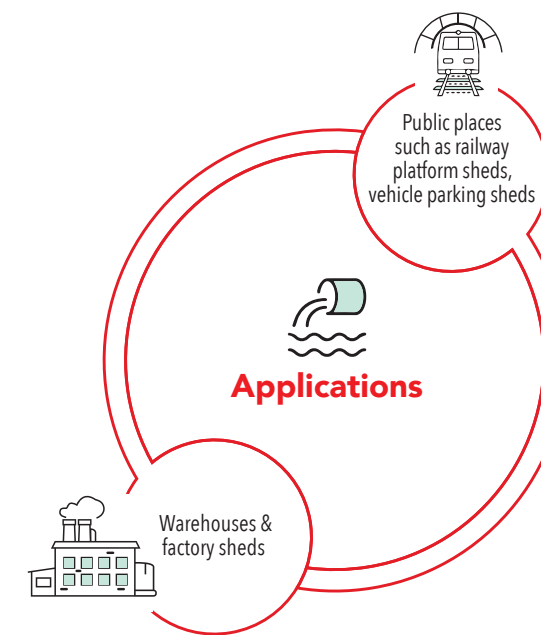 Public places
such as railway
platform sheds,
vehicle parking sheds
Applications
Warehouses &
factory sheds